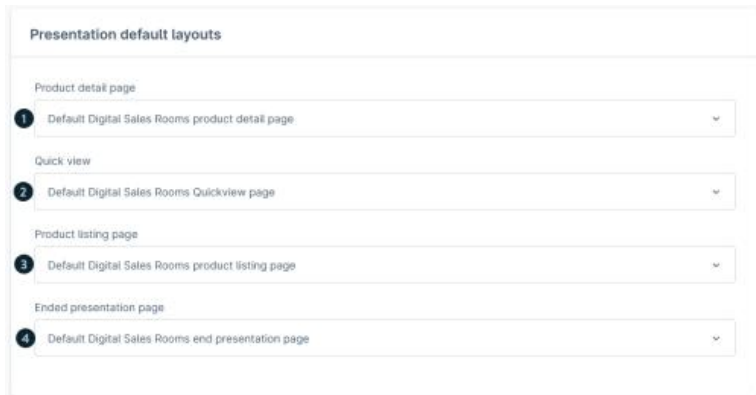 Presentation default layouts
Product detail page
1 Default Digital Sales Rooms product detail page
Quick view
2 Default Digital Sales Rooms Quickview page
Product listing page
3 Default Digital Sales Rooms product listing page
Ended presentation page
4 Default Digital Sales Rooms end presentation page